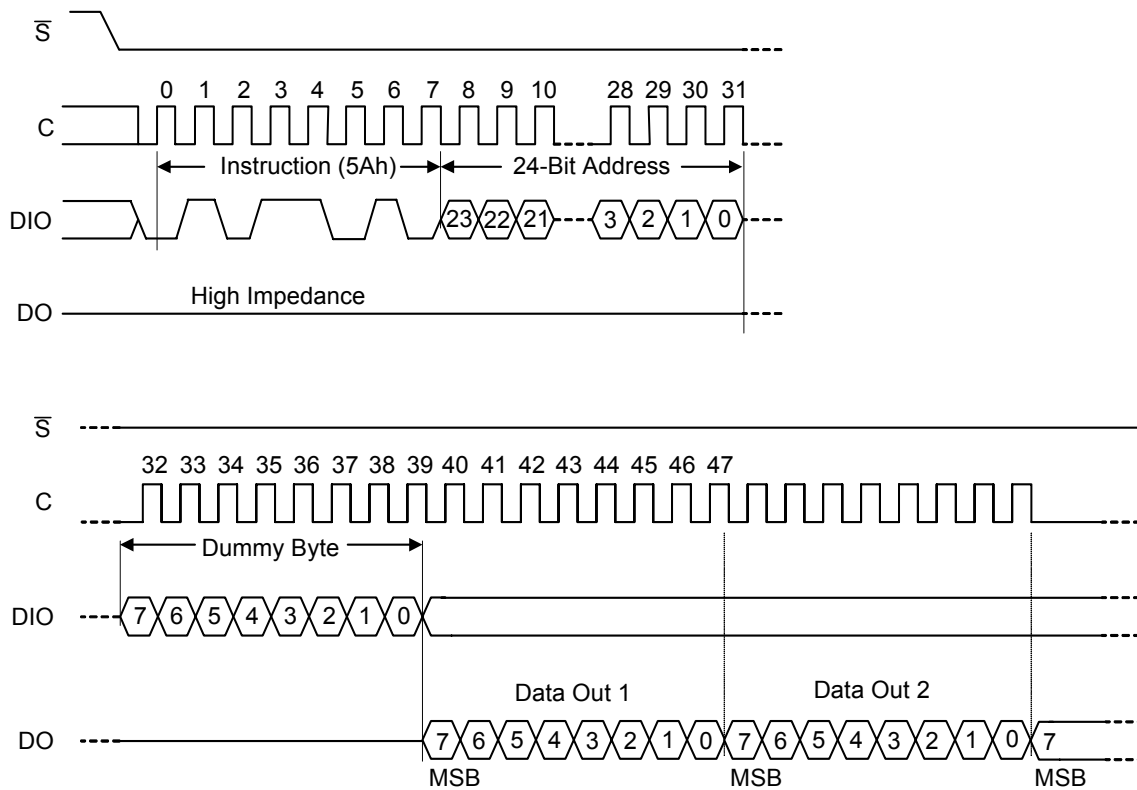 S̅
0 1 2 3 4 5 6 7 8 9 10 28 29 30 31
C
Instruction (5Ah) 24-Bit Address
DIO 23 22 21 3 2 1 0
High Impedance
DO
S̅
32 33 34 35 36 37 38 39 40 41 42 43 44 45 46 47
C
Dummy Byte
DIO 7 6 5 4 3 2 1 0
Data Out 1 Data Out 2
DO 7 6 5 4 3 2 1 0 7 6 5 4 3 2 1 0 7
MSB MSB MSB